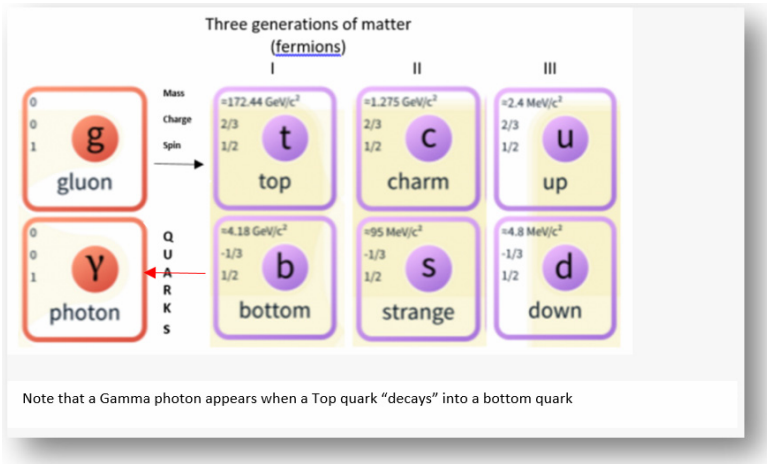 Three generations of matter
(fermions)
I II III
0
0
1
g
gluon
Mass
Charge
Spin
≈172.44 GeV/c²
2/3
1/2
t
top
≈1.275 GeV/c²
2/3
1/2
c
charm
≈2.4 MeV/c²
2/3
1/2
u
up
0
0
1
γ
photon
Q
U
A
R
K
S
≈4.18 GeV/c²
-1/3
1/2
b
bottom
≈95 MeV/c²
-1/3
1/2
s
strange
≈4.8 MeV/c²
-1/3
1/2
d
down
Note that a Gamma photon appears when a Top quark “decays” into a bottom quark